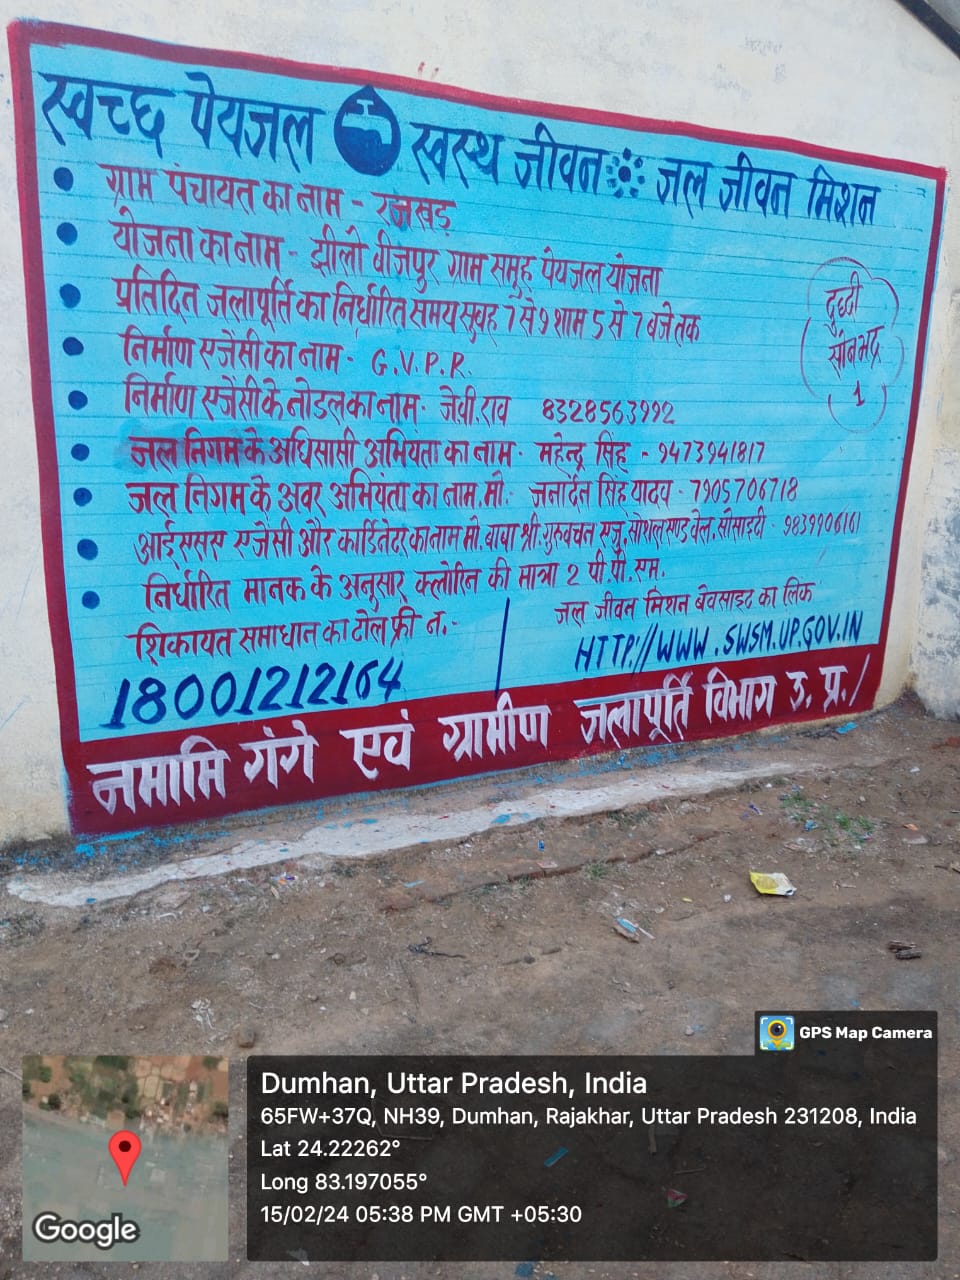 स्वच्छ पेयजल स्वस्थ जीवन जल जीवन मिशन
ग्राम पंचायत का नाम - रजखड़
योजना का नाम - झीलो बीजपुर ग्राम समूह पेयजल योजना
प्रतिदिन जलापूर्ति का निर्धारित समय सुबह 7 से 9 शाम 5 से 7 बजे तक
निर्माण एजेंसी का नाम - G.V.P.R.
निर्माण एजेंसी के नोडल का नाम - जे.वी. राव 8328563992
जल निगम के अधिसासी अभियता का नाम - महेन्द्र सिंह - 9473941817
जल निगम के अवर अभियंता का नाम. मो. जनार्दन सिंह यादव - 7905706718
आईसस एजेंसी और कार्डिनेटर का नाम मो. बाबा श्री. गुरुवचन एजु. सोशल एण्ड वेल. सोसाइटी - 9839906161
निर्धारित मानक के अनुसार क्लोरिन की मात्रा 2 पी.पी.एम.
शिकायत समाधान का टोल फ्री न. -
18001212164
जल जीवन मिशन बेवसाइट का लिंक
HTTP://WWW.SWSM.UP.GOV.IN
दुद्धी
सोनभद्र
1
नमामि गंगे एवं ग्रामीण जलापूर्ति विभाग उ. प्र. /
GPS Map Camera
Dumhan, Uttar Pradesh, India
65FW+37Q, NH39, Dumhan, Rajakhar, Uttar Pradesh 231208, India
Lat 24.22262°
Long 83.197055°
15/02/24 05:38 PM GMT +05:30
Google